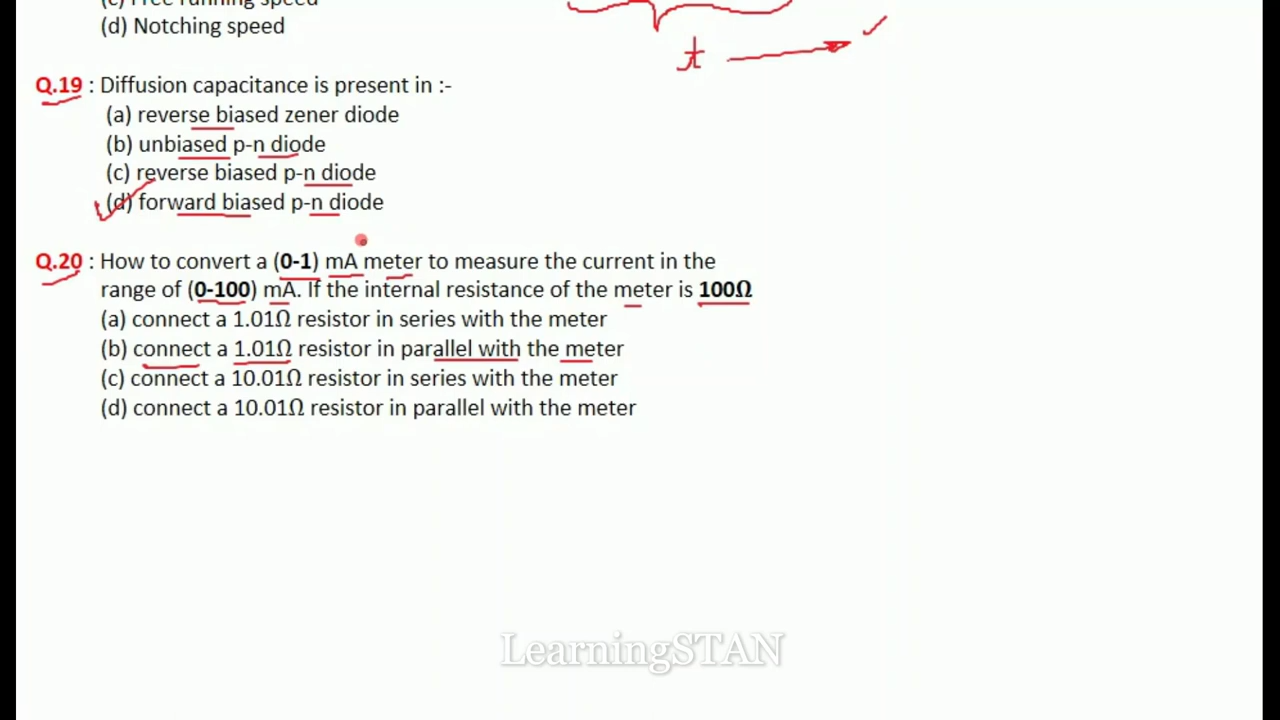 (d) Notching speed
t
Q.19 : Diffusion capacitance is present in :-
(a) reverse biased zener diode
(b) unbiased p-n diode
(c) reverse biased p-n diode
(d) forward biased p-n diode
Q.20 : How to convert a (0-1) mA meter to measure the current in the
range of (0-100) mA. If the internal resistance of the meter is 100Ω
(a) connect a 1.01Ω resistor in series with the meter
(b) connect a 1.01Ω resistor in parallel with the meter
(c) connect a 10.01Ω resistor in series with the meter
(d) connect a 10.01Ω resistor in parallel with the meter
LearningSTAN